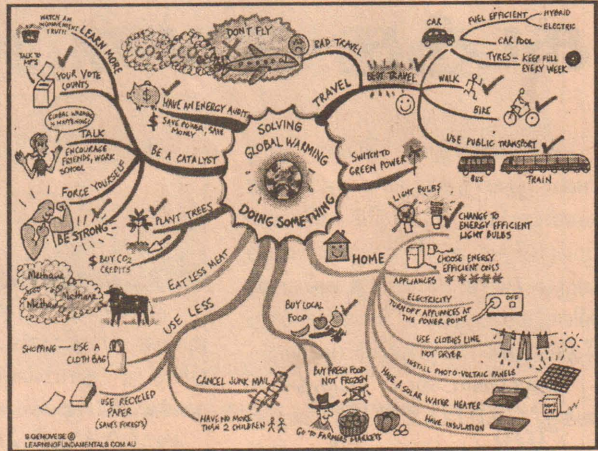 WATCH AN
INCONVENIENT
TRUTH
LEARN MORE
TALK TO
MP'S
YOUR VOTE
COUNTS
GLOBAL WARMING
IS HAPPENING!
TALK
ENCOURAGE
FRIENDS, WORK
SCHOOL
FORCE YOURSELF
BE STRONG
BE A CATALYST
HAVE AN ENERGY AUDIT
$ SAVE POWER, SAVE
MONEY
PLANT TREES
$ BUY CO2
CREDITS
SOLVING
GLOBAL WARMING
DOING SOMETHING
CO2
CO2
DON'T FLY
BAD TRAVEL
TRAVEL
BEST TRAVEL
CAR
FUEL EFFICIENT
HYBRID
ELECTRIC
CAR POOL
TYRES - KEEP FULL
EVERY WEEK
WALK
BIKE
USE PUBLIC TRANSPORT
BUS
TRAIN
SWITCH TO
GREEN POWER
HOME
LIGHT BULBS
CHANGE TO
ENERGY EFFICIENT
LIGHT BULBS
CHOOSE ENERGY
EFFICIENT ONES
APPLIANCES
ELECTRICITY
TURN OFF APPLIANCES AT
THE POWER POINT
OFF
USE CLOTHES LINE
NOT DRYER
INSTALL PHOTO-VOLTAIC PANELS
HAVE A SOLAR WATER HEATER
HAVE INSULATION
BUY LOCAL
FOOD
BUY FRESH FOOD
NOT FROZEN
GO TO FARMERS MARKETS
EAT LESS MEAT
Methane
Methane
Methane
USE LESS
SHOPPING - USE A
CLOTH BAG
USE RECYCLED
PAPER
(SAVES FORESTS)
CANCEL JUNK MAIL
HAVE NO MORE
THAN 2 CHILDREN
S.GENOVESE
LEARNINGFUNDAMENTALS.COM.AU